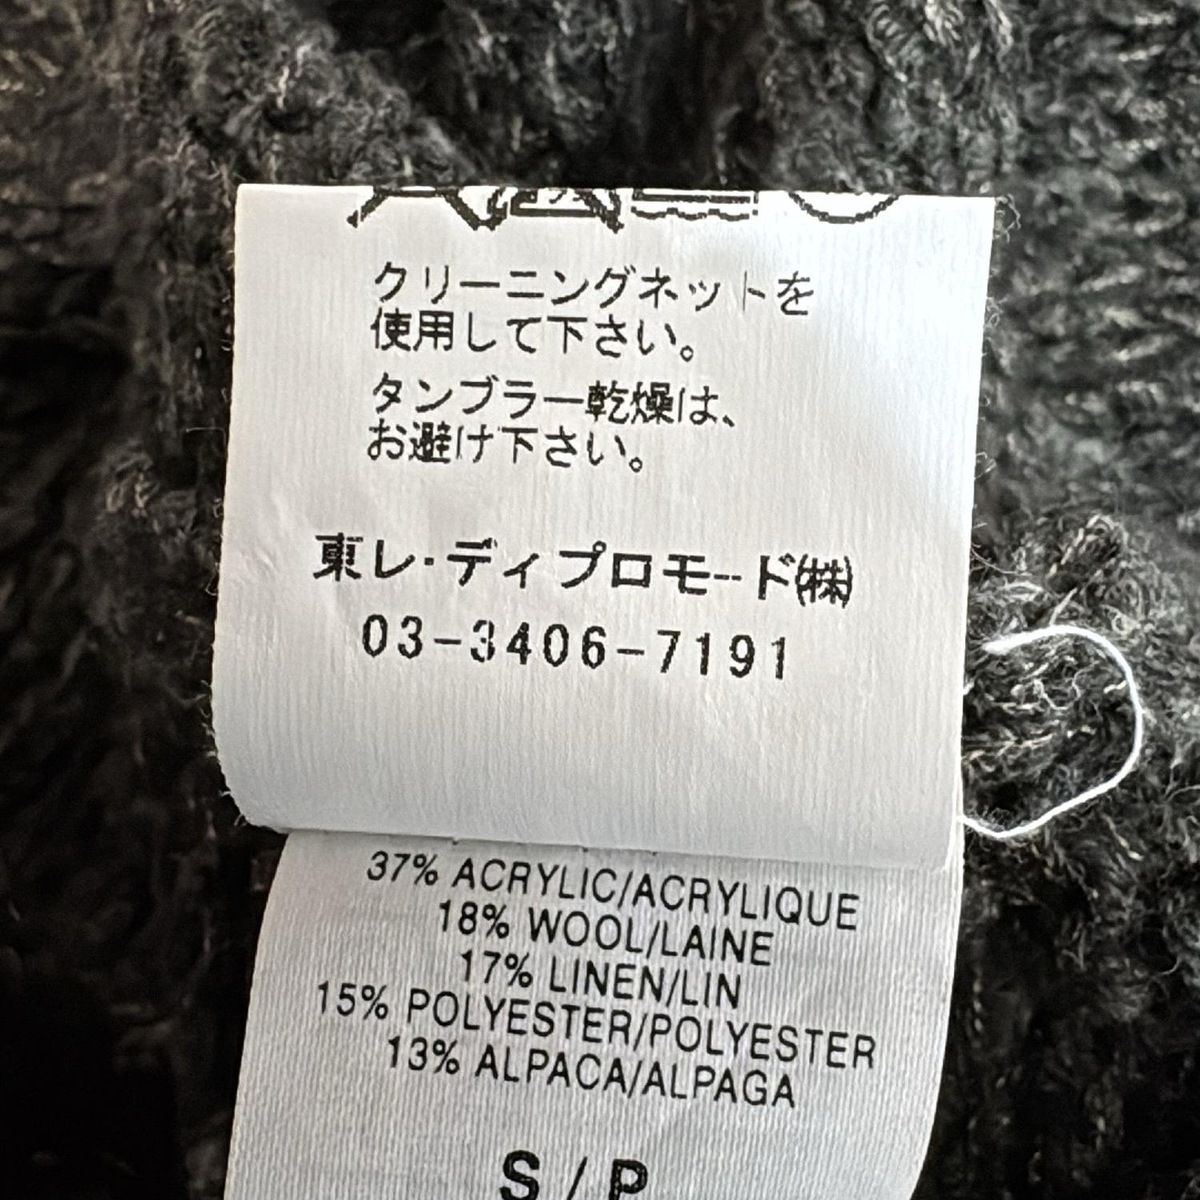 クリーニングネットを
使用して下さい。
タンブラー乾燥は、
お避け下さい。
東レ・ディプロモード㈱
03-3406-7191
37% ACRYLIC/ACRYLIQUE
18% WOOL/LAINE
17% LINEN/LIN
15% POLYESTER/POLYESTER
13% ALPACA/ALPAGA
S / P